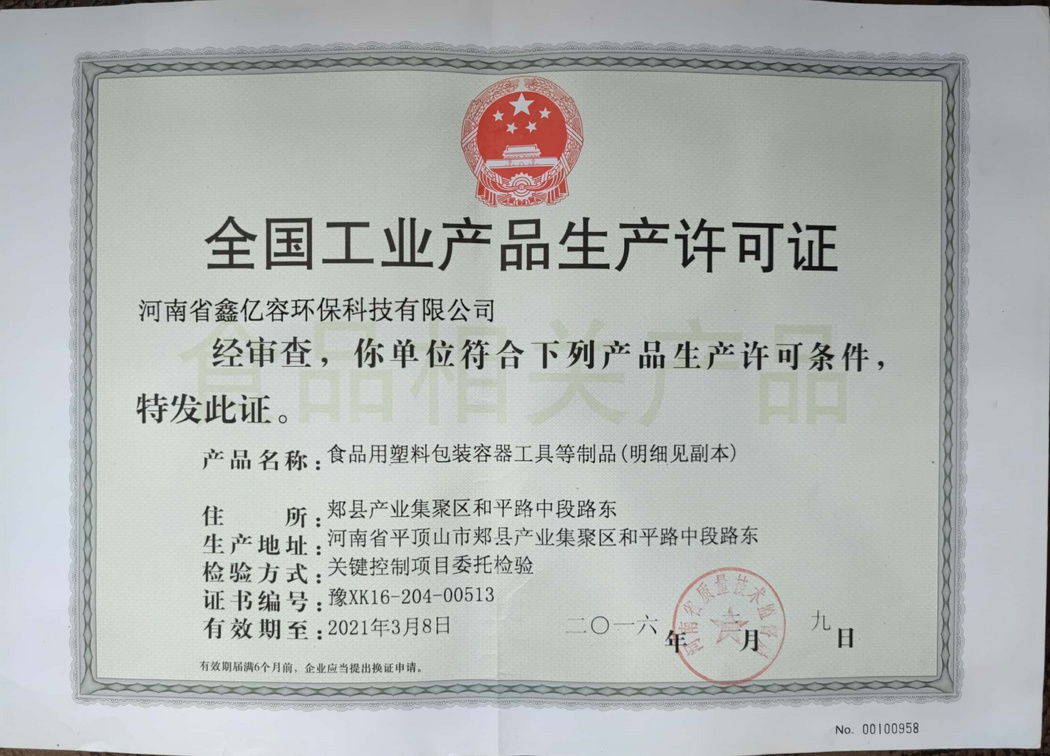 全国工业产品生产许可证
河南省鑫亿容环保科技有限公司
食品相关产品
经审查，你单位符合下列产品生产许可条件，
特发此证。
产品名称：食品用塑料包装容器工具等制品(明细见副本)
住 所：郏县产业集聚区和平路中段路东
生产地址：河南省平顶山市郏县产业集聚区和平路中段路东
检验方式：关键控制项目委托检验
证书编号：豫XK16-204-00513
有效期至：2021年3月8日
二〇一六年 月九日
河南省质量技术监督
有效期届满6个月前，企业应当提出换证申请。
No. 00100958